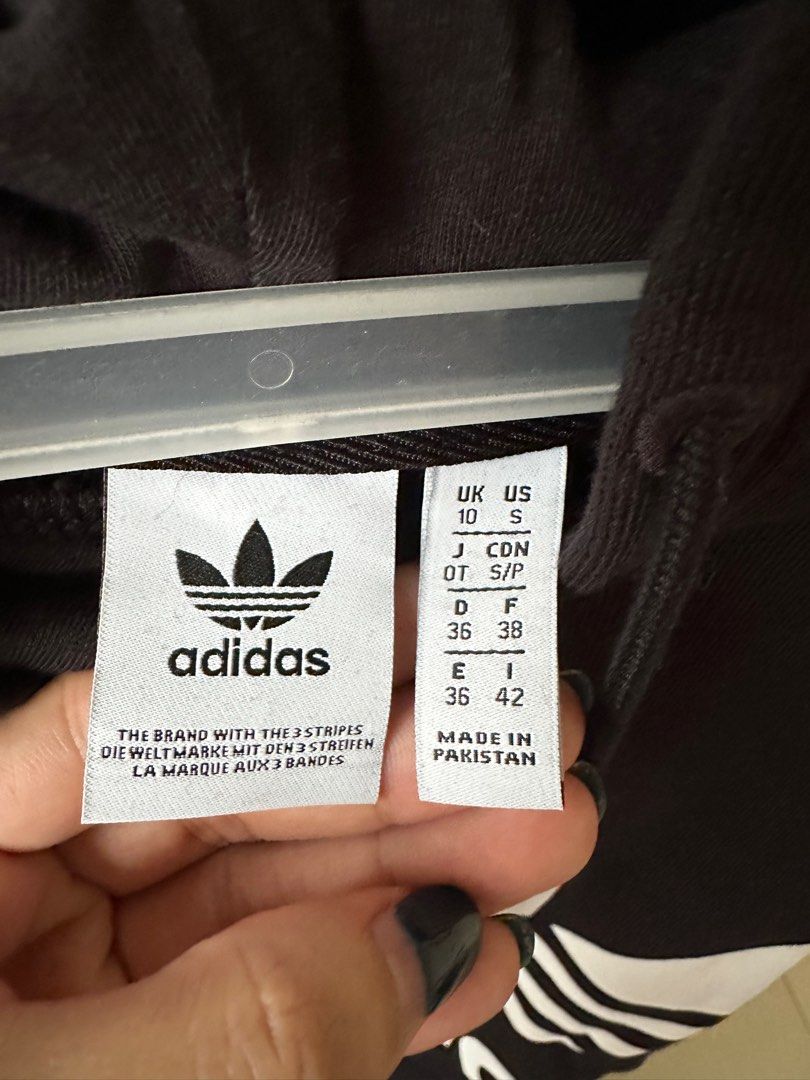 adidas
THE BRAND WITH THE 3 STRIPES
DIE WELTMARKE MIT DEN 3 STREIFEN
LA MARQUE AUX 3 BANDES
UK US
10 S
J CDN
OT S/P
D F
36 38
E I
36 42
MADE IN
PAKISTAN